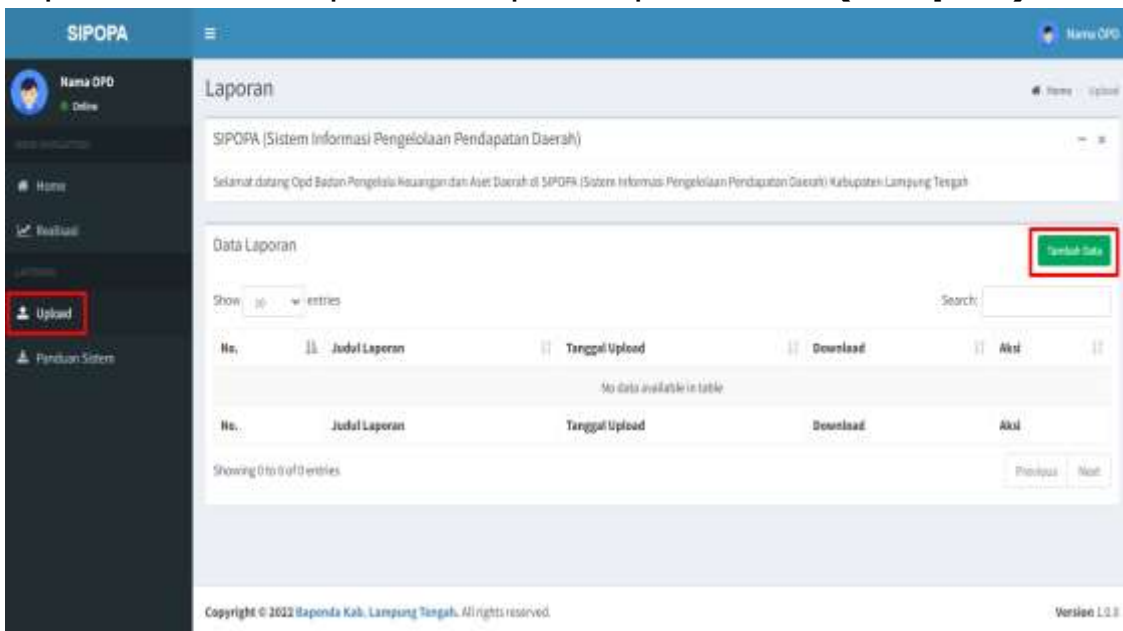 SIPOPA
Nama OPD
Nama OPD
Online
Laporan
Home Upload
SIPOPA (Sistem Informasi Pengelolaan Pendapatan Daerah)
Selamat datang Opd Badan Pengelola Keuangan dan Aset Daerah di SIPOPA (Sistem Informasi Pengelolaan Pendapatan Daerah) Kabupaten Lampung Tengah
Home
Realisasi
Data Laporan
Tambah Data
LAPORAN
Show 10 entries
Search:
Upload
No. Judul Laporan Tanggal Upload Download Aksi
Panduan Sistem
No data available in table
No. Judul Laporan Tanggal Upload Download Aksi
Showing 0 to 0 of 0 entries
Previous Next
Copyright © 2022 Bapenda Kab. Lampung Tengah. All rights reserved.
Version